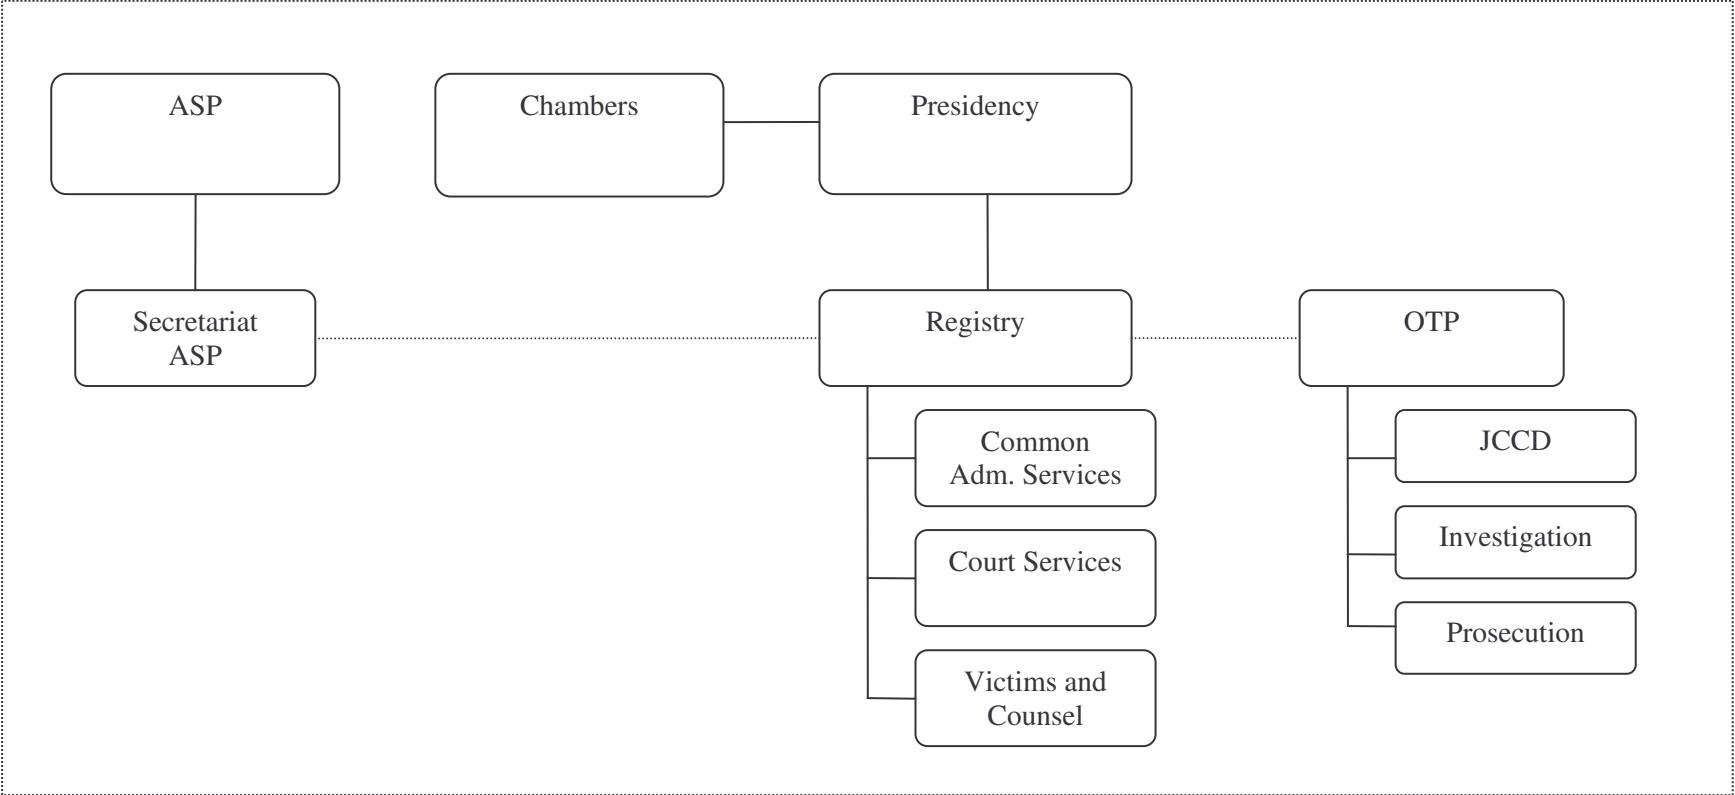 ASP
Chambers
Presidency
Secretariat
ASP
Registry
OTP
Common
Adm. Services
Court Services
Victims and
Counsel
JCCD
Investigation
Prosecution